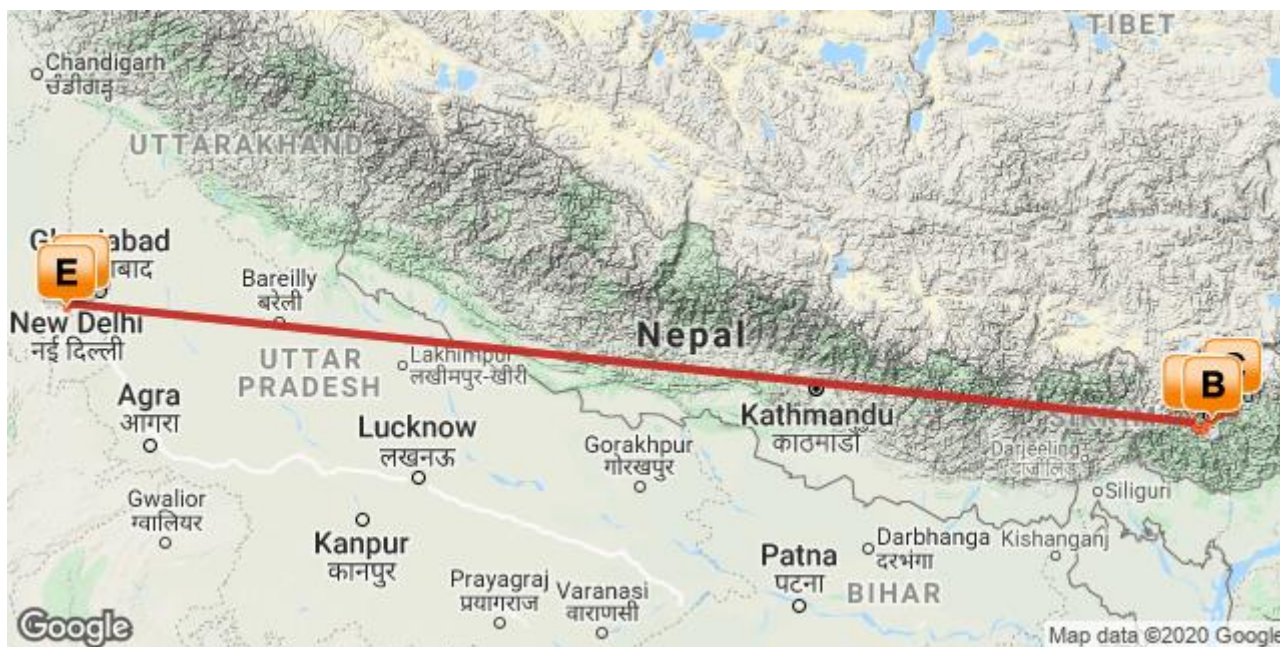 TIBET
Chandigarh
ਚੰਡੀਗੜ੍ਹ
UTTARAKHAND
E
Bareilly
बरेली
New Delhi
नई दिल्ली
Nepal
B
UTTAR
PRADESH
Lakhimpur
लखीमपुर-खीरी
Agra
आगरा
Kathmandu
काठमाडौं
Lucknow
लखनऊ
Gorakhpur
गोरखपुर
Darjeeling
Siliguri
Gwalior
ग्वालियर
Kanpur
कानपुर
Darbhanga
दरभंगा
Kishanganj
Patna
पटना
BIHAR
Prayagraj
प्रयागराज
Varanasi
वाराणसी
Google
Map data ©2020 Google